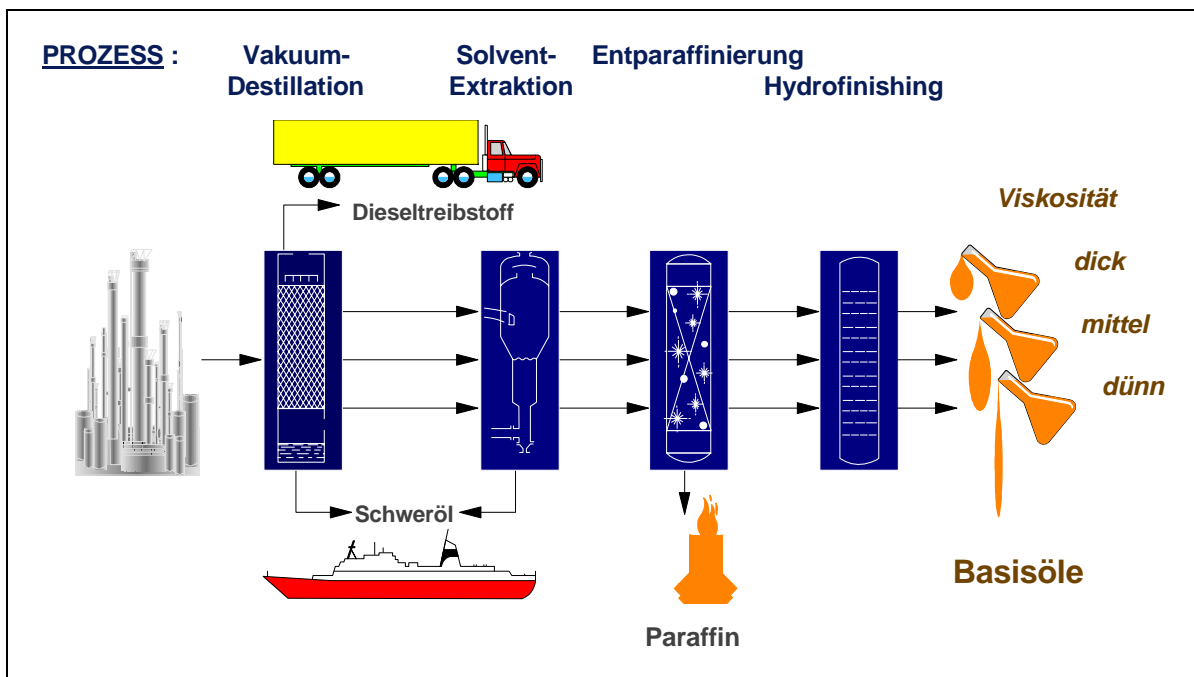 PROZESS :
Vakuum-
Destillation
Solvent-
Extraktion
Entparaffinierung
Hydrofinishing
Dieseltreibstoff
Viskosität
dick
mittel
dünn
Schweröl
Basisöle
Paraffin